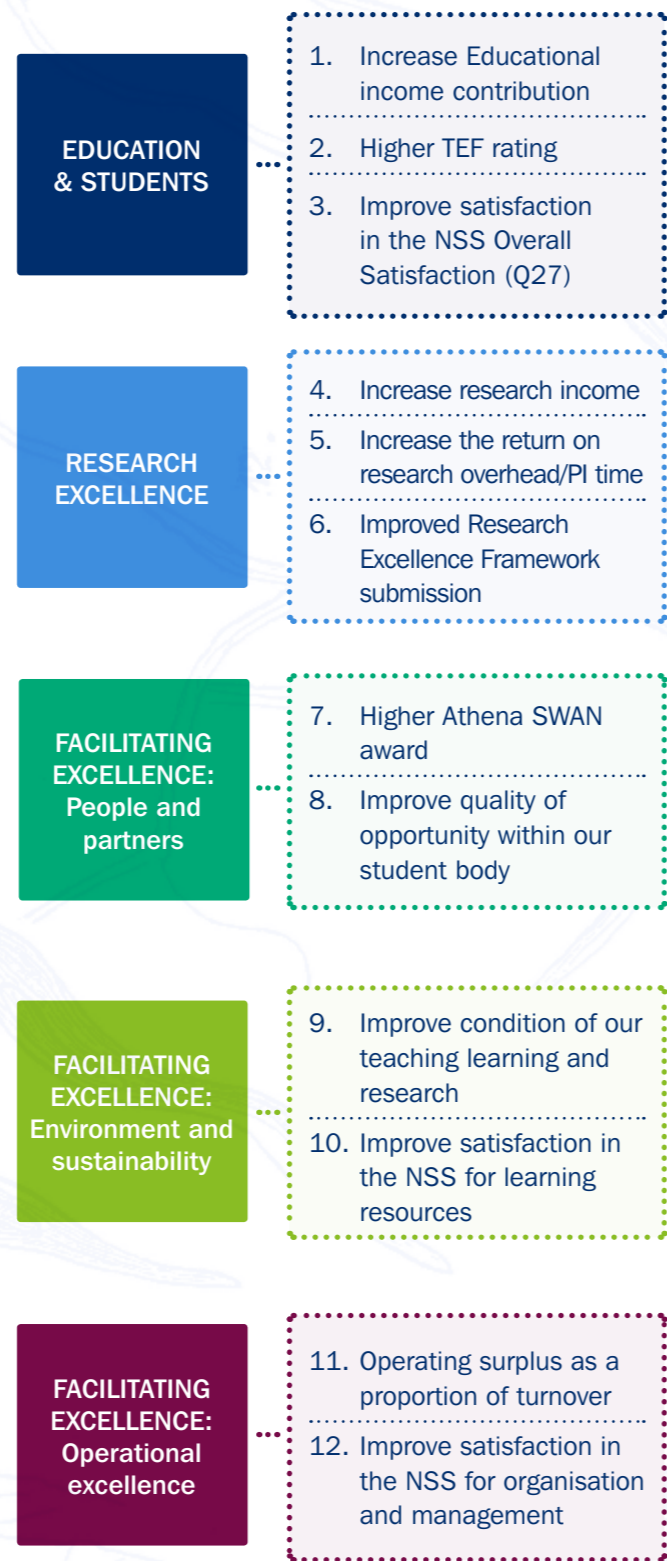 EDUCATION
& STUDENTS
1. Increase Educational
income contribution
2. Higher TEF rating
3. Improve satisfaction
in the NSS Overall
Satisfaction (Q27)
RESEARCH
EXCELLENCE
4. Increase research income
5. Increase the return on
research overhead/PI time
6. Improved Research
Excellence Framework
submission
FACILITATING
EXCELLENCE:
People and
partners
7. Higher Athena SWAN
award
8. Improve quality of
opportunity within our
student body
FACILITATING
EXCELLENCE:
Environment and
sustainability
9. Improve condition of our
teaching learning and
research
10. Improve satisfaction in
the NSS for learning
resources
FACILITATING
EXCELLENCE:
Operational
excellence
11. Operating surplus as a
proportion of turnover
12. Improve satisfaction in
the NSS for organisation
and management